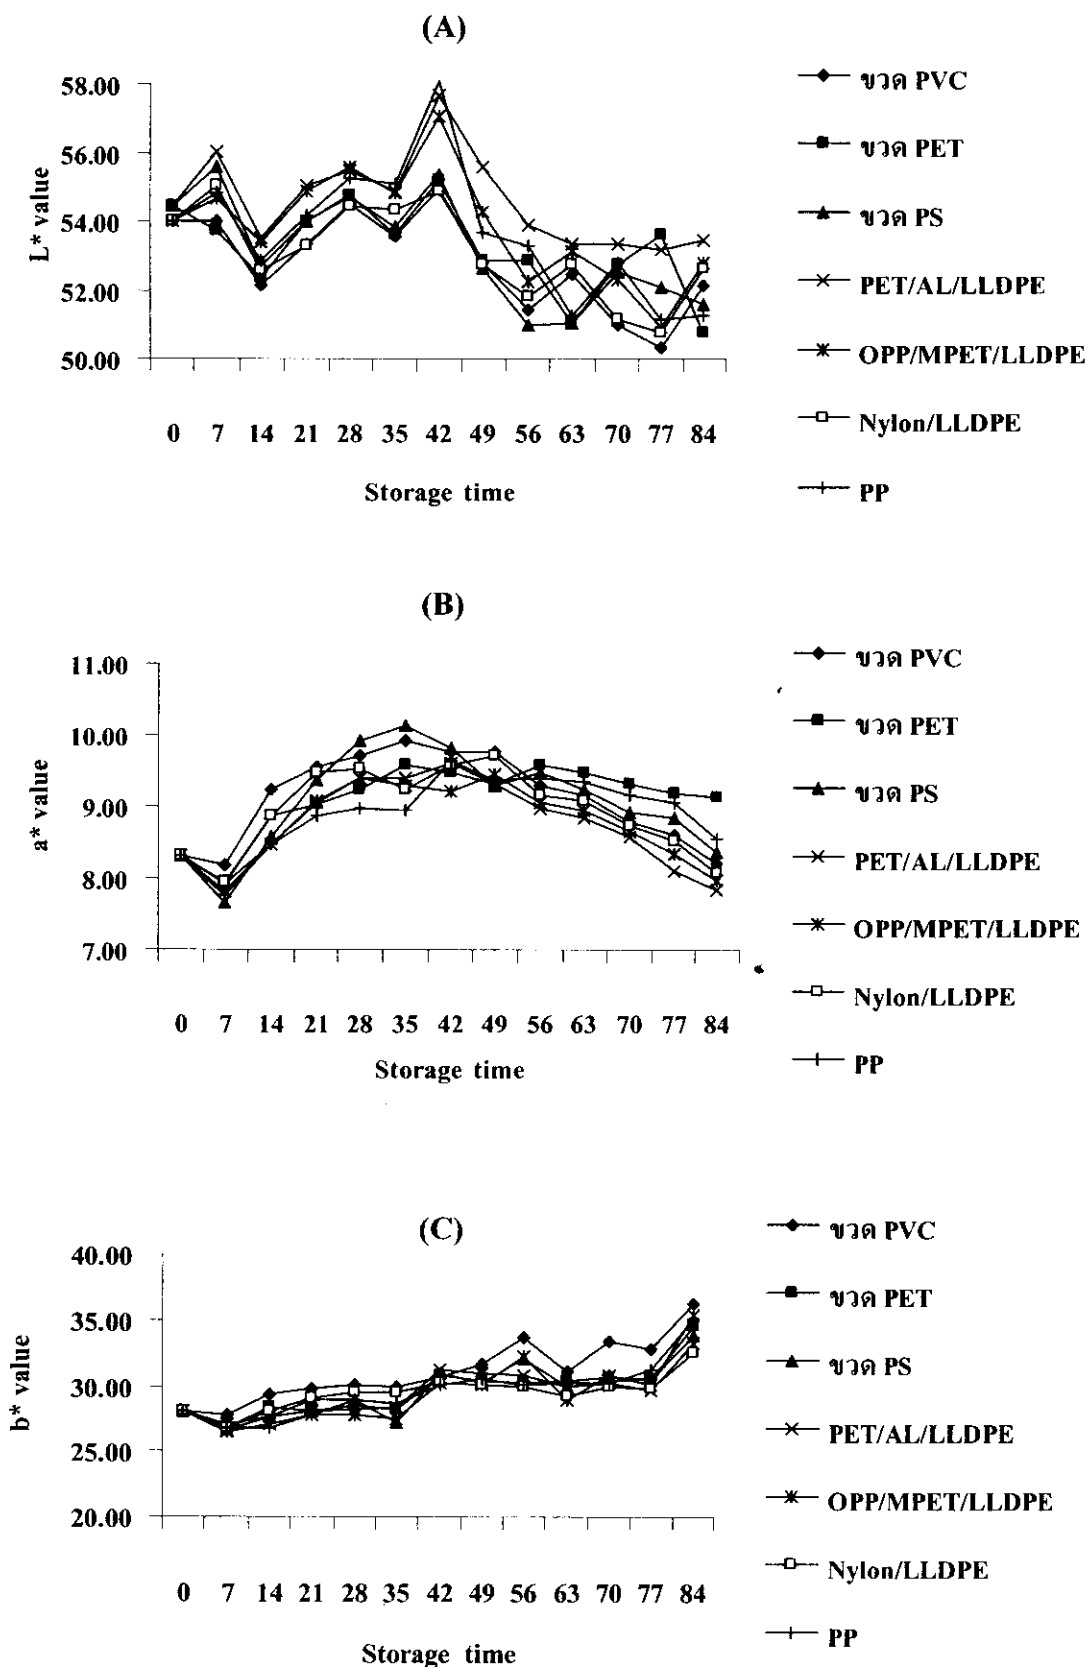 (A)
58.00
56.00
54.00
52.00
50.00
L* value
0 7 14 21 28 35 42 49 56 63 70 77 84
Storage time
ขวด PVC
ขวด PET
ขวด PS
PET/AL/LLDPE
OPP/MPET/LLDPE
Nylon/LLDPE
PP
(B)
11.00
10.00
9.00
8.00
7.00
a* value
0 7 14 21 28 35 42 49 56 63 70 77 84
Storage time
ขวด PVC
ขวด PET
ขวด PS
PET/AL/LLDPE
OPP/MPET/LLDPE
Nylon/LLDPE
PP
(C)
40.00
35.00
30.00
25.00
20.00
b* value
0 7 14 21 28 35 42 49 56 63 70 77 84
Storage time
ขวด PVC
ขวด PET
ขวด PS
PET/AL/LLDPE
OPP/MPET/LLDPE
Nylon/LLDPE
PP